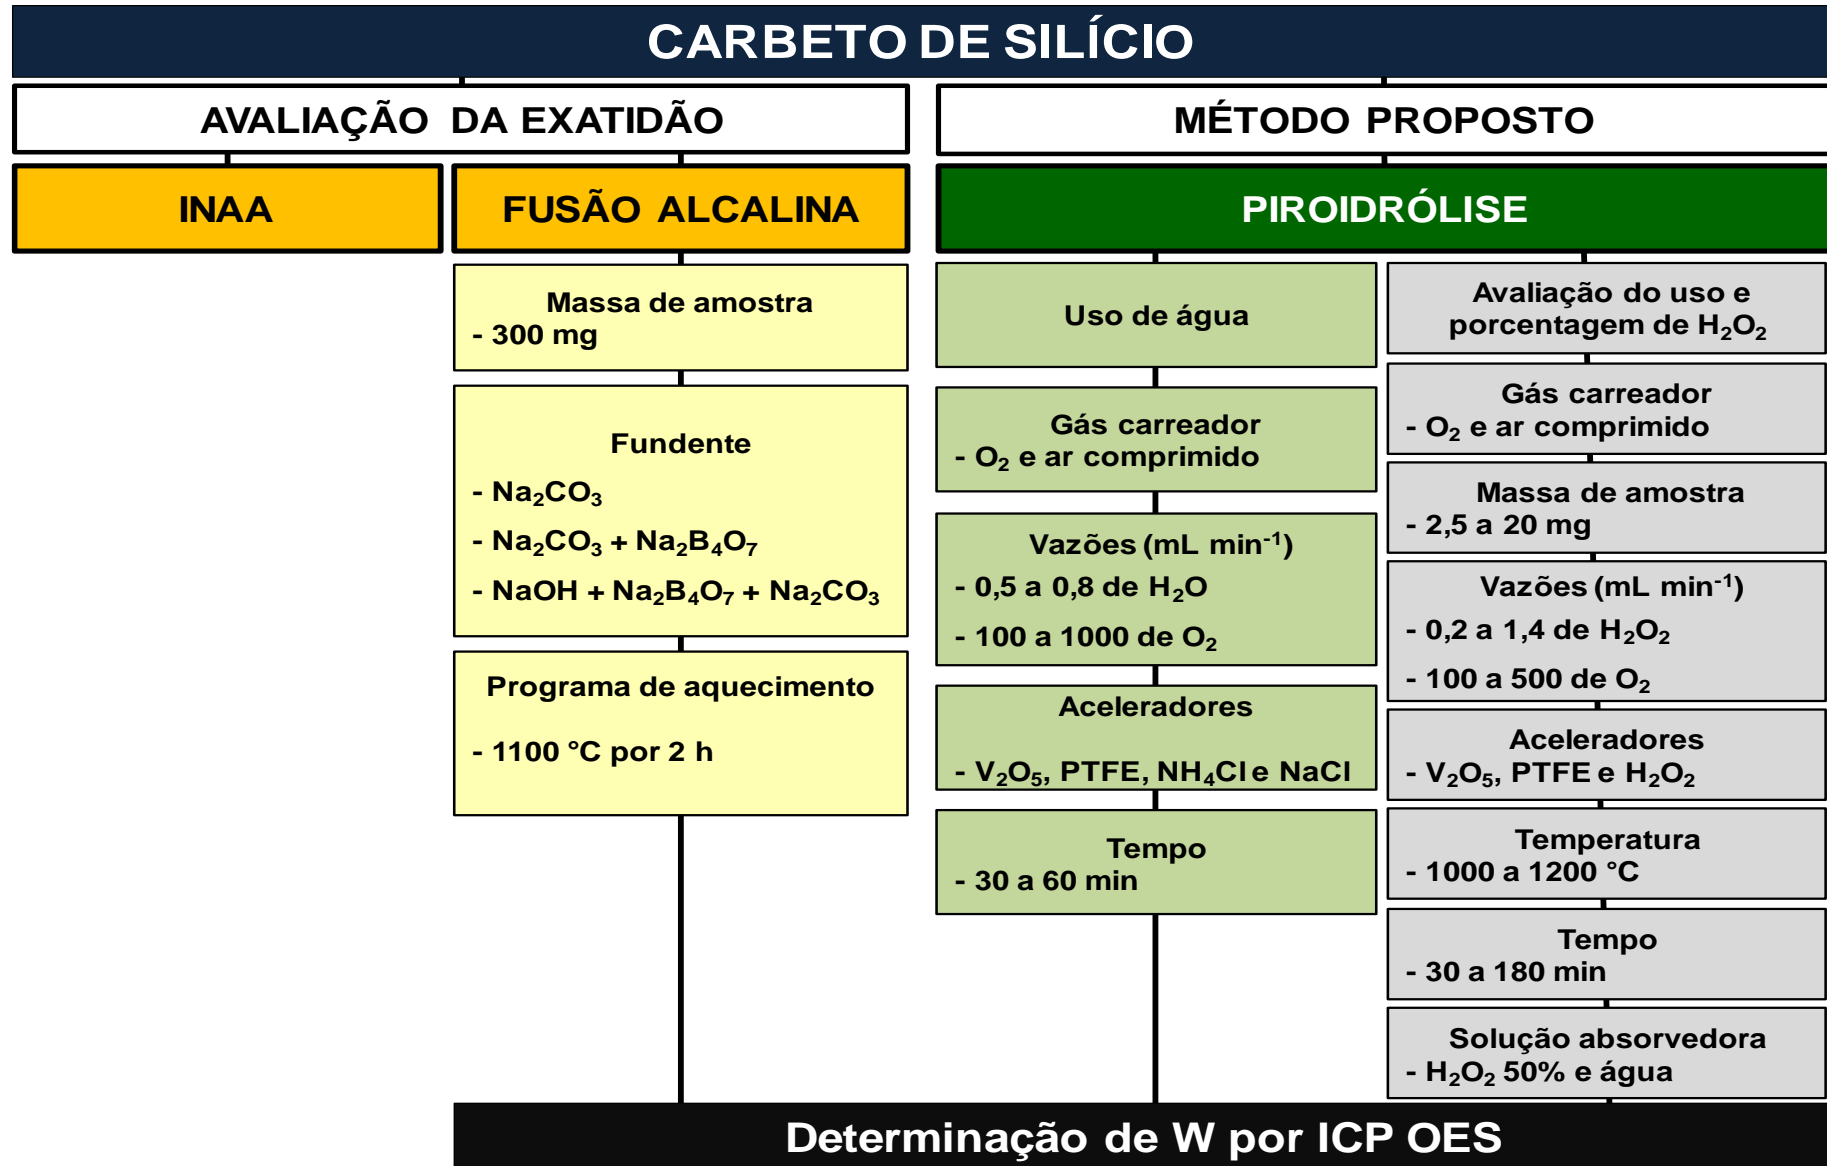 CARBETO DE SILÍCIO
AVALIAÇÃO DA EXATIDÃO
MÉTODO PROPOSTO
INAA
FUSÃO ALCALINA
PIROIDRÓLISE
Massa de amostra
- 300 mg
Fundente
- Na₂CO₃
- Na₂CO₃ + Na₂B₄O₇
- NaOH + Na₂B₄O₇ + Na₂CO₃
Programa de aquecimento
- 1100 °C por 2 h
Uso de água
Gás carreador
- O₂ e ar comprimido
Vazões (mL min⁻¹)
- 0,5 a 0,8 de H₂O
- 100 a 1000 de O₂
Aceleradores
- V₂O₅, PTFE, NH₄Cl e NaCl
Tempo
- 30 a 60 min
Avaliação do uso e
porcentagem de H₂O₂
Gás carreador
- O₂ e ar comprimido
Massa de amostra
- 2,5 a 20 mg
Vazões (mL min⁻¹)
- 0,2 a 1,4 de H₂O₂
- 100 a 500 de O₂
Aceleradores
- V₂O₅, PTFE e H₂O₂
Temperatura
- 1000 a 1200 °C
Tempo
- 30 a 180 min
Solução absorvedora
- H₂O₂ 50% e água
Determinação de W por ICP OES